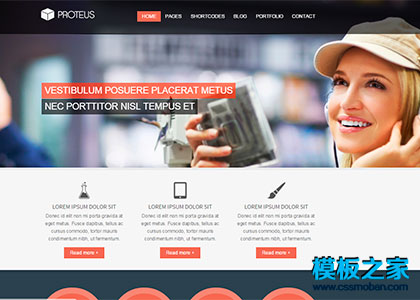 PROTEUS
HOME PAGES SHORTCODES BLOG PORTFOLIO CONTACT
VESTIBULUM POSUERE PLACERAT METUS
NEC PORTTITOR NISL TEMPUS ET
LOREM IPSUM DOLOR SIT
Donec id elit non mi porta gravida at
eget metus. Fusce dapibus, tellus ac
cursus commodo, tortor mauris
condimentum nibh, ut fermentum.
Read more +
LOREM IPSUM DOLOR SIT
Donec id elit non mi porta gravida at
eget metus. Fusce dapibus, tellus ac
cursus commodo, tortor mauris
condimentum nibh, ut fermentum.
Read more +
LOREM IPSUM DOLOR SIT
Donec id elit non mi porta gravida at
eget metus. Fusce dapibus, tellus ac
cursus commodo, tortor mauris
condimentum nibh, ut fermentum.
Read more +
模板之家
www.cssmoban.com